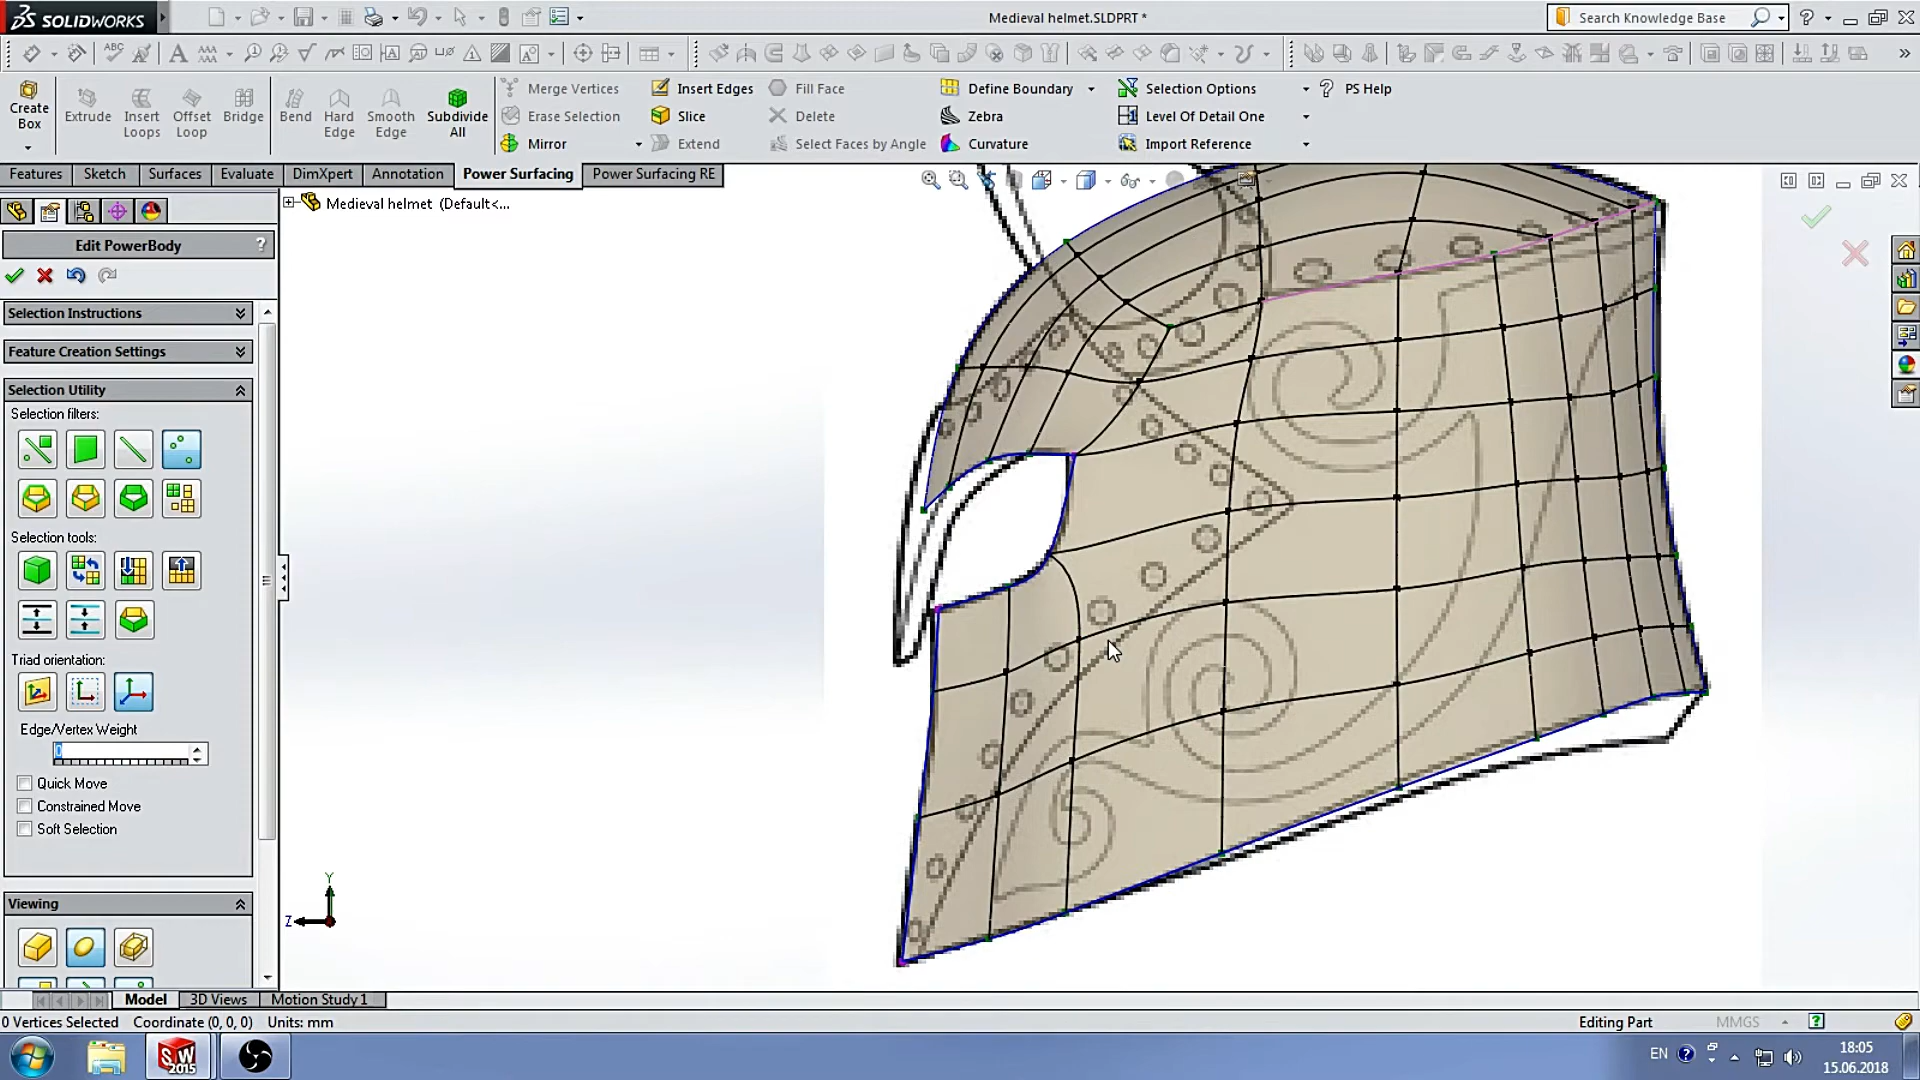 SOLIDWORKS
Medieval helmet.SLDPRT *
Search Knowledge Base
Create Box
Extrude
Insert Loops
Offset Loop
Bridge
Bend
Hard Edge
Smooth Edge
Subdivide All
Merge Vertices
Erase Selection
Mirror
Insert Edges
Slice
Extend
Fill Face
Delete
Select Faces by Angle
Define Boundary
Zebra
Curvature
Selection Options
Level Of Detail One
Import Reference
PS Help
Features
Sketch
Surfaces
Evaluate
DimXpert
Annotation
Power Surfacing
Power Surfacing RE
Medieval helmet (Default<...
Edit PowerBody
?
Selection Instructions
Feature Creation Settings
Selection Utility
Selection filters:
Selection tools:
Triad orientation:
Edge/Vertex Weight
0
Quick Move
Constrained Move
Soft Selection
Viewing
Y
Z
Model
3D Views
Motion Study 1
0 Vertices Selected
Coordinate (0, 0, 0)
Units: mm
Editing Part
MMGS
SW 2015
EN
18:05
15.06.2018